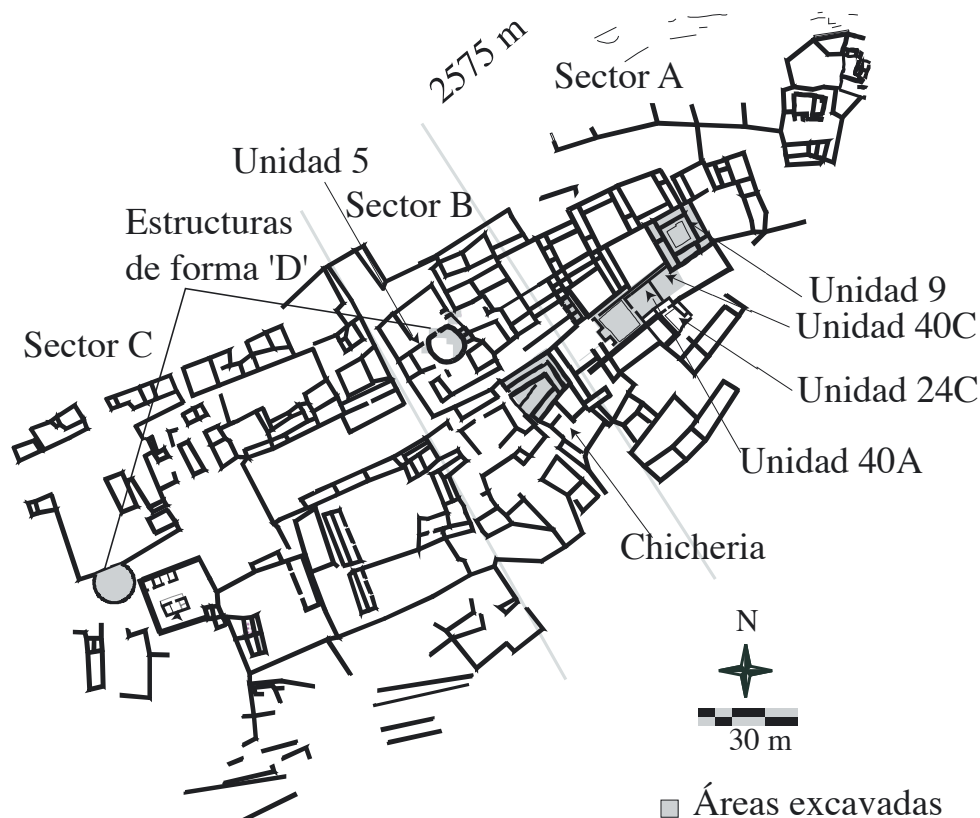 2575 m
Sector A
Unidad 5
Sector B
Estructuras
de forma 'D'
Sector C
Unidad 9
Unidad 40C
Unidad 24C
Unidad 40A
Chicheria
N
30 m
Áreas excavadas